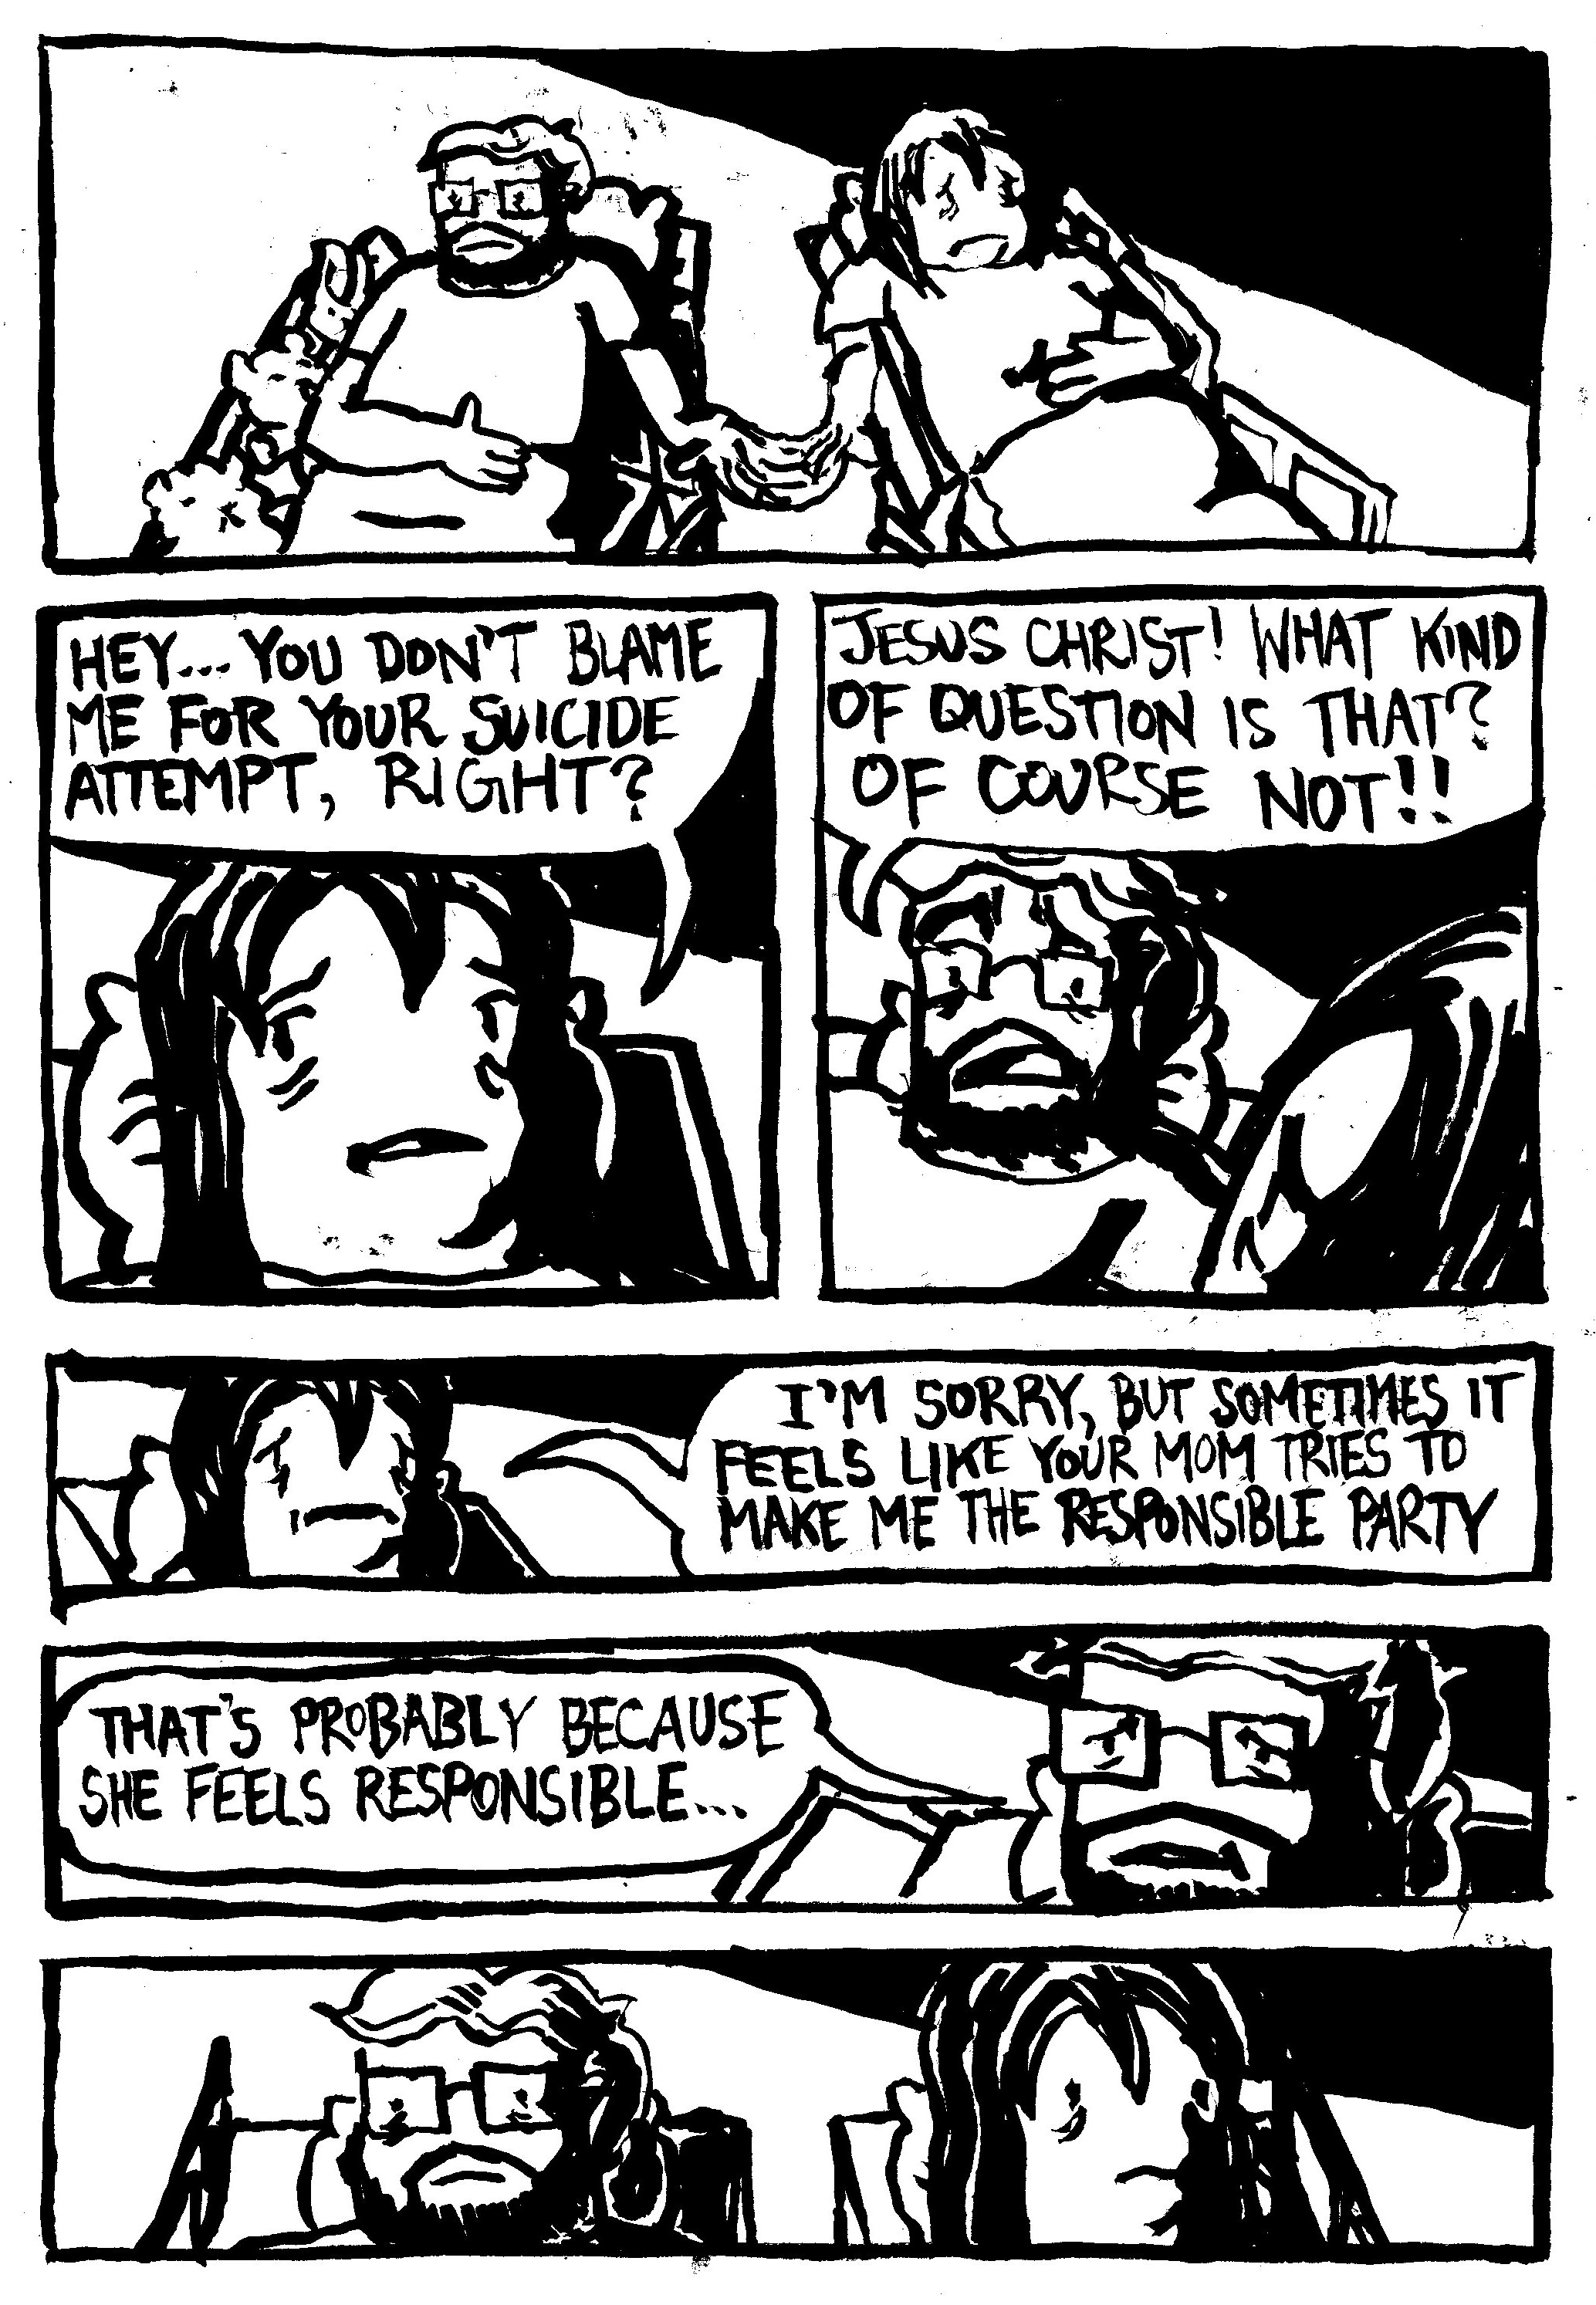 HEY... YOU DON'T BLAME
ME FOR YOUR SUICIDE
ATTEMPT, RIGHT?
JESUS CHRIST! WHAT KIND
OF QUESTION IS THAT?
OF COURSE NOT!!
I'M SORRY, BUT SOMETIMES IT
FEELS LIKE YOUR MOM TRIES TO
MAKE ME THE RESPONSIBLE PARTY
THAT'S PROBABLY BECAUSE
SHE FEELS RESPONSIBLE...